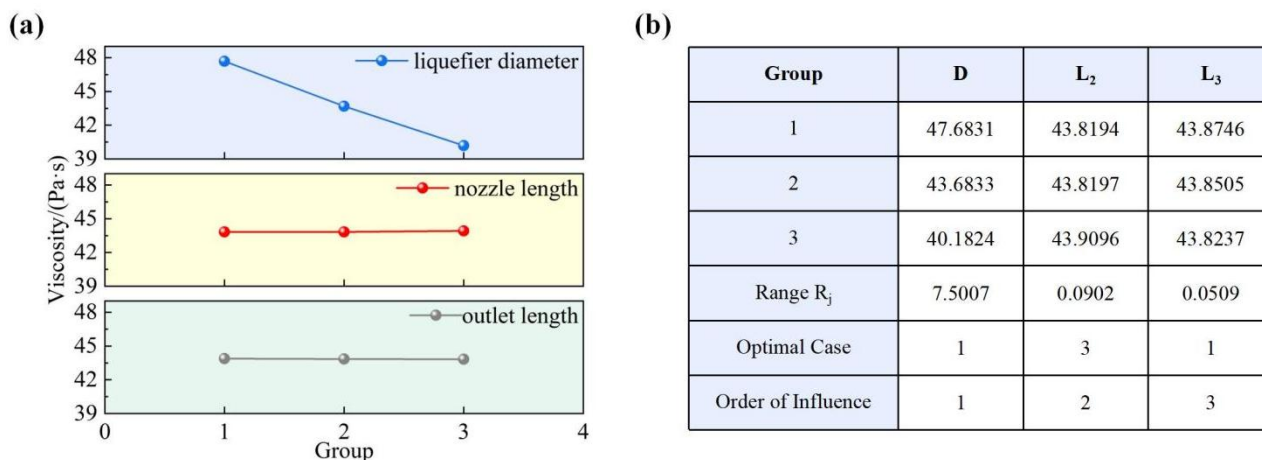 (a)
Viscosity/(Pa·s)
48
45
42
39
liquefier diameter
48
45
42
39
nozzle length
48
45
42
39
outlet length
0 1 2 3 4
Group
(b)
Group D L₂ L₃
1 47.6831 43.8194 43.8746
2 43.6833 43.8197 43.8505
3 40.1824 43.9096 43.8237
Range Rⱼ 7.5007 0.0902 0.0509
Optimal Case 1 3 1
Order of Influence 1 2 3